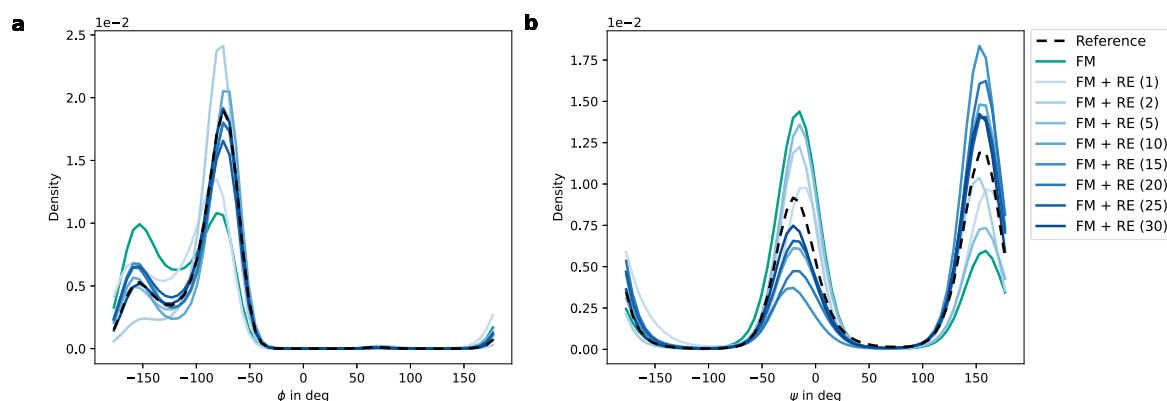 a
1e−2
2.5
2.0
1.5
1.0
0.5
0.0
Density
−150
−100
−50
0
50
100
150
ϕ in deg
b
1e−2
1.75
1.50
1.25
1.00
0.75
0.50
0.25
0.00
Density
−150
−100
−50
0
50
100
150
ψ in deg
Reference
FM
FM + RE (1)
FM + RE (2)
FM + RE (5)
FM + RE (10)
FM + RE (15)
FM + RE (20)
FM + RE (25)
FM + RE (30)